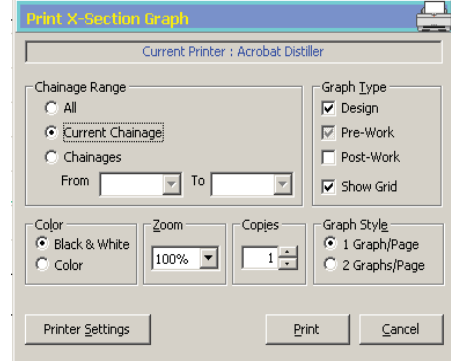 Print X-Section Graph
Current Printer : Acrobat Distiller
Chainage Range
All
Current Chainage
Chainages
From To
Graph Type
Design
Pre-Work
Post-Work
Show Grid
Color
Black & White
Color
Zoom
100%
Copies
1
Graph Style
1 Graph/Page
2 Graphs/Page
Printer Settings Print Cancel